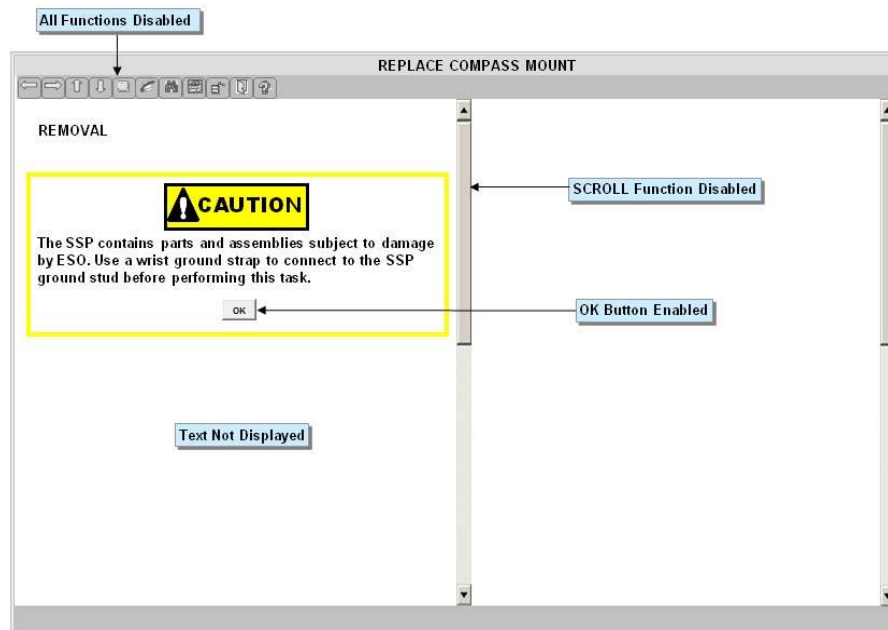 All Functions Disabled
REPLACE COMPASS MOUNT
REMOVAL
SCROLL Function Disabled
CAUTION
The SSP contains parts and assemblies subject to damage
by ESO. Use a wrist ground strap to connect to the SSP
ground stud before performing this task.
OK
OK Button Enabled
Text Not Displayed